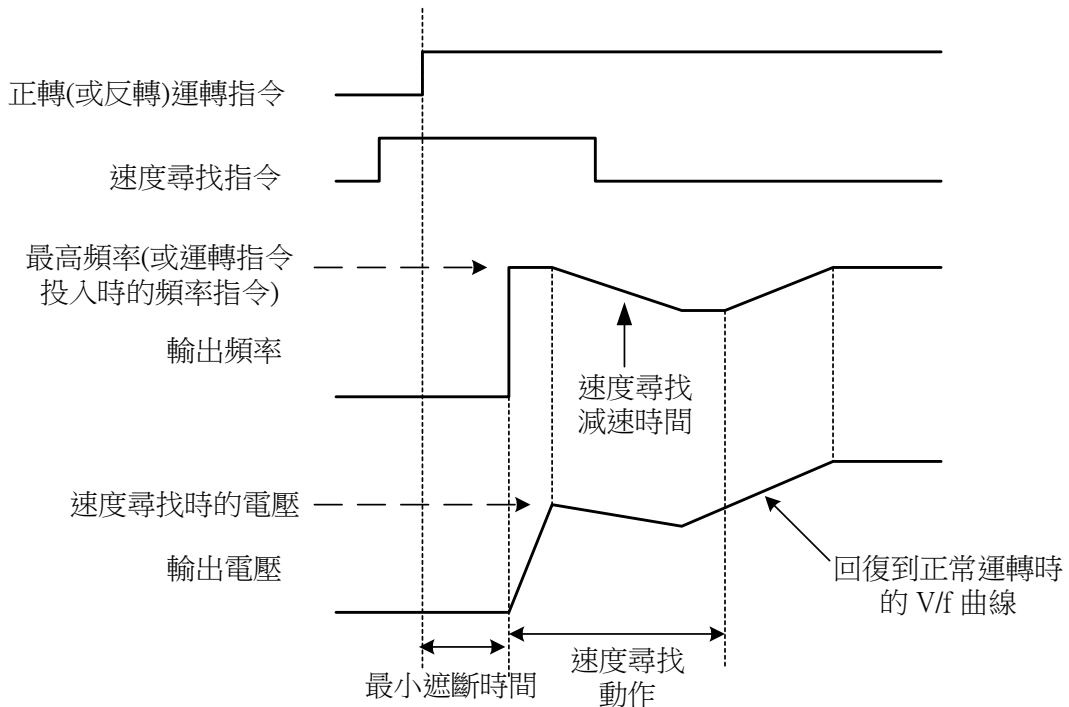 正轉(或反轉)運轉指令
速度尋找指令
最高頻率(或運轉指令
投入時的頻率指令)
輸出頻率
速度尋找
減速時間
速度尋找時的電壓
輸出電壓
回復到正常運轉時
的 V/f 曲線
最小遮斷時間
速度尋找
動作